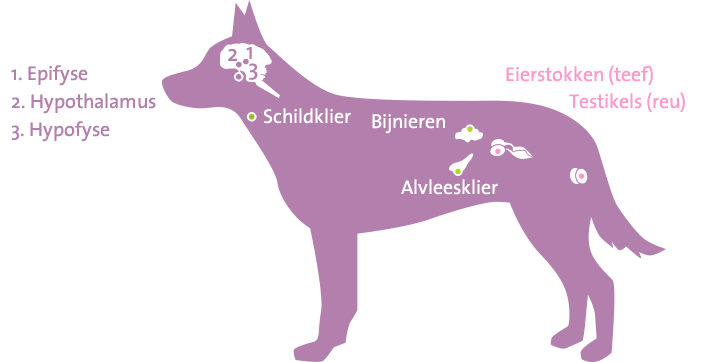 2 1
3
1. Epifyse
2. Hypothalamus
3. Hypofyse
Schildklier
Bijnieren
Alvleesklier
Eierstokken (teef)
Testikels (reu)